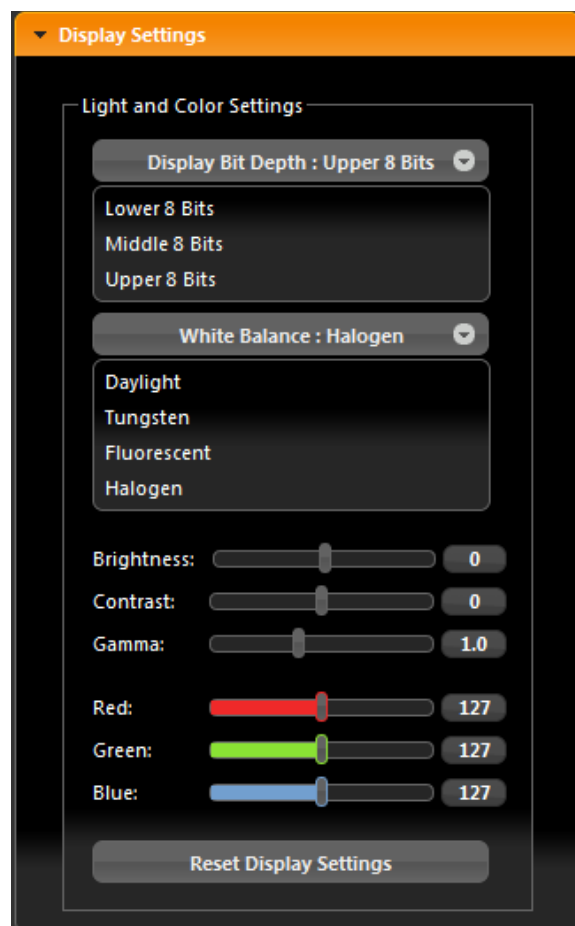 Display Settings
Light and Color Settings
Display Bit Depth : Upper 8 Bits
Lower 8 Bits
Middle 8 Bits
Upper 8 Bits
White Balance : Halogen
Daylight
Tungsten
Fluorescent
Halogen
Brightness: 0
Contrast: 0
Gamma: 1.0
Red: 127
Green: 127
Blue: 127
Reset Display Settings